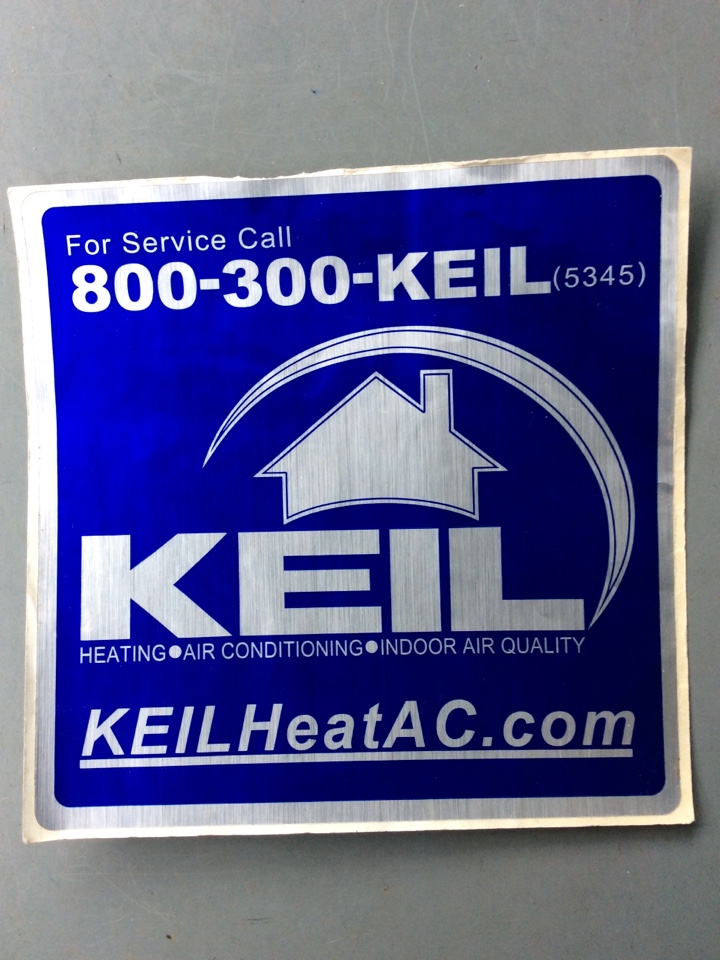 For Service Call
800-300-KEIL(5345)
KEIL
HEATING•AIR CONDITIONING•INDOOR AIR QUALITY
KEILHeatAC.com